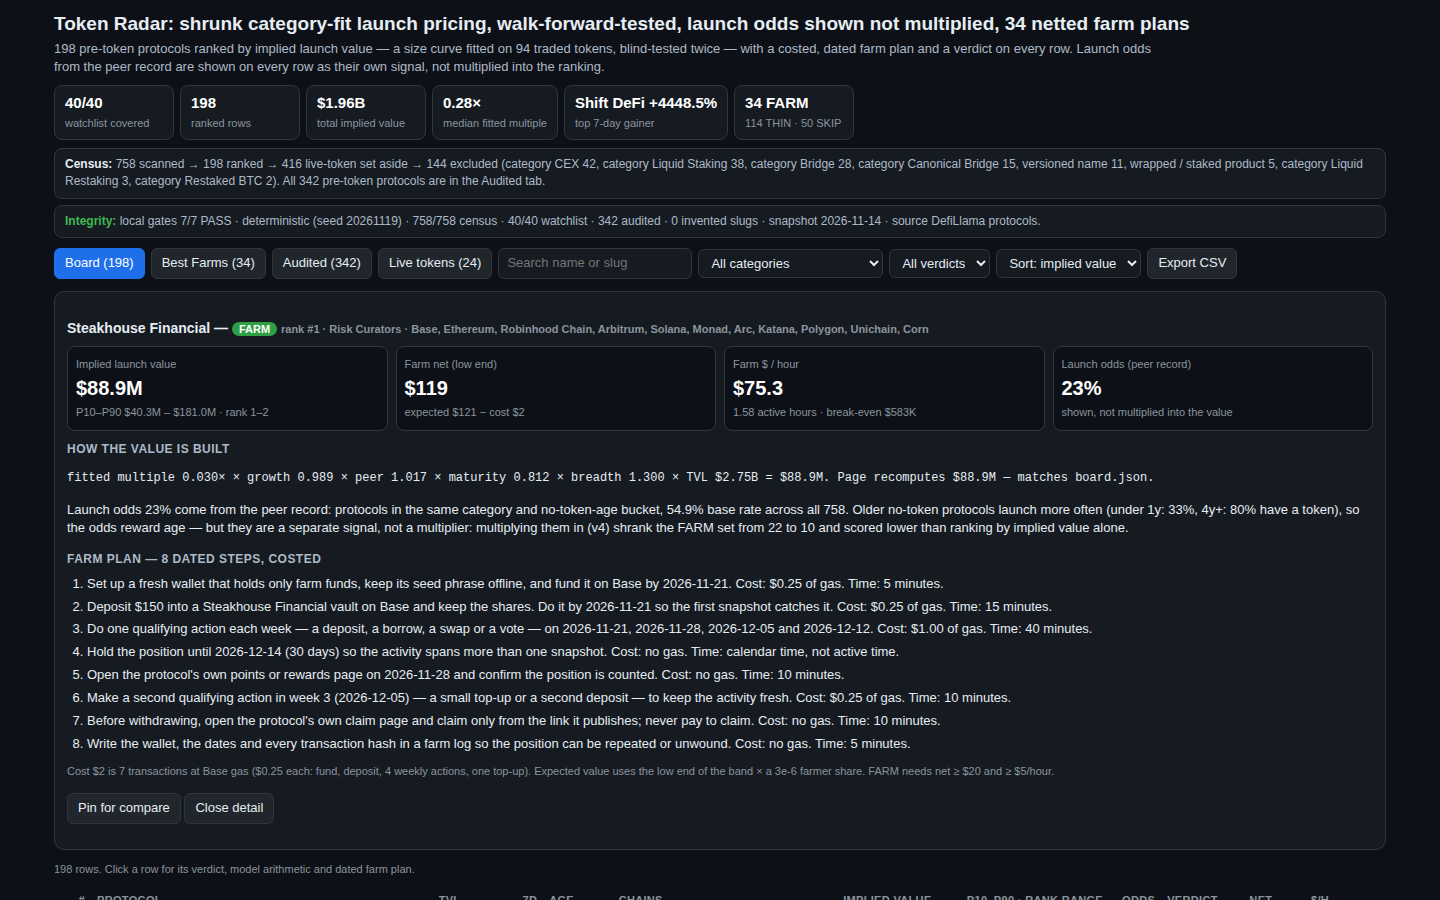 Token Radar: shrunk category-fit launch pricing, walk-forward-tested, launch odds shown not multiplied, 34 netted farm plans
198 pre-token protocols ranked by implied launch value — a size curve fitted on 94 traded tokens, blind-tested twice — with a costed, dated farm plan and a verdict on every row. Launch odds
from the peer record are shown on every row as their own signal, not multiplied into the ranking.
40/40
watchlist covered
198
ranked rows
$1.96B
total implied value
0.28×
median fitted multiple
Shift DeFi +4448.5%
top 7-day gainer
34 FARM
114 THIN · 50 SKIP
Census: 758 scanned → 198 ranked → 416 live-token set aside → 144 excluded (category CEX 42, category Liquid Staking 38, category Bridge 28, category Canonical Bridge 15, versioned name 11, wrapped / staked product 5, category Liquid
Restaking 3, category Restaked BTC 2). All 342 pre-token protocols are in the Audited tab.
Integrity: local gates 7/7 PASS · deterministic (seed 20261119) · 758/758 census · 40/40 watchlist · 342 audited · 0 invented slugs · snapshot 2026-11-14 · source DefiLlama protocols.
Board (198) Best Farms (34) Audited (342) Live tokens (24) Search name or slug All categories All verdicts Sort: implied value Export CSV
Steakhouse Financial — FARM rank #1 · Risk Curators · Base, Ethereum, Robinhood Chain, Arbitrum, Solana, Monad, Arc, Katana, Polygon, Unichain, Corn
Implied launch value
$88.9M
P10–P90 $40.3M – $181.0M · rank 1–2
Farm net (low end)
$119
expected $121 − cost $2
Farm $ / hour
$75.3
1.58 active hours · break-even $583K
Launch odds (peer record)
23%
shown, not multiplied into the value
HOW THE VALUE IS BUILT
fitted multiple 0.030× × growth 0.989 × peer 1.017 × maturity 0.812 × breadth 1.300 × TVL $2.75B = $88.9M. Page recomputes $88.9M — matches board.json.
Launch odds 23% come from the peer record: protocols in the same category and no-token-age bucket, 54.9% base rate across all 758. Older no-token protocols launch more often (under 1y: 33%, 4y+: 80% have a token), so
the odds reward age — but they are a separate signal, not a multiplier: multiplying them in (v4) shrank the FARM set from 22 to 10 and scored lower than ranking by implied value alone.
FARM PLAN — 8 DATED STEPS, COSTED
1. Set up a fresh wallet that holds only farm funds, keep its seed phrase offline, and fund it on Base by 2026-11-21. Cost: $0.25 of gas. Time: 5 minutes.
2. Deposit $150 into a Steakhouse Financial vault on Base and keep the shares. Do it by 2026-11-21 so the first snapshot catches it. Cost: $0.25 of gas. Time: 15 minutes.
3. Do one qualifying action each week — a deposit, a borrow, a swap or a vote — on 2026-11-21, 2026-11-28, 2026-12-05 and 2026-12-12. Cost: $1.00 of gas. Time: 40 minutes.
4. Hold the position until 2026-12-14 (30 days) so the activity spans more than one snapshot. Cost: no gas. Time: calendar time, not active time.
5. Open the protocol's own points or rewards page on 2026-11-28 and confirm the position is counted. Cost: no gas. Time: 10 minutes.
6. Make a second qualifying action in week 3 (2026-12-05) — a small top-up or a second deposit — to keep the activity fresh. Cost: $0.25 of gas. Time: 10 minutes.
7. Before withdrawing, open the protocol's own claim page and claim only from the link it publishes; never pay to claim. Cost: no gas. Time: 10 minutes.
8. Write the wallet, the dates and every transaction hash in a farm log so the position can be repeated or unwound. Cost: no gas. Time: 5 minutes.
Cost $2 is 7 transactions at Base gas ($0.25 each: fund, deposit, 4 weekly actions, one top-up). Expected value uses the low end of the band × a 3e-6 farmer share. FARM needs net ≥ $20 and ≥ $5/hour.
Pin for compare Close detail
198 rows. Click a row for its verdict, model arithmetic and dated farm plan.
# PROTOCOL TVL 7D AGE CHAINS IMPLIED VALUE P10–P90 · RANK RANGE ODDS VERDICT NET $/H